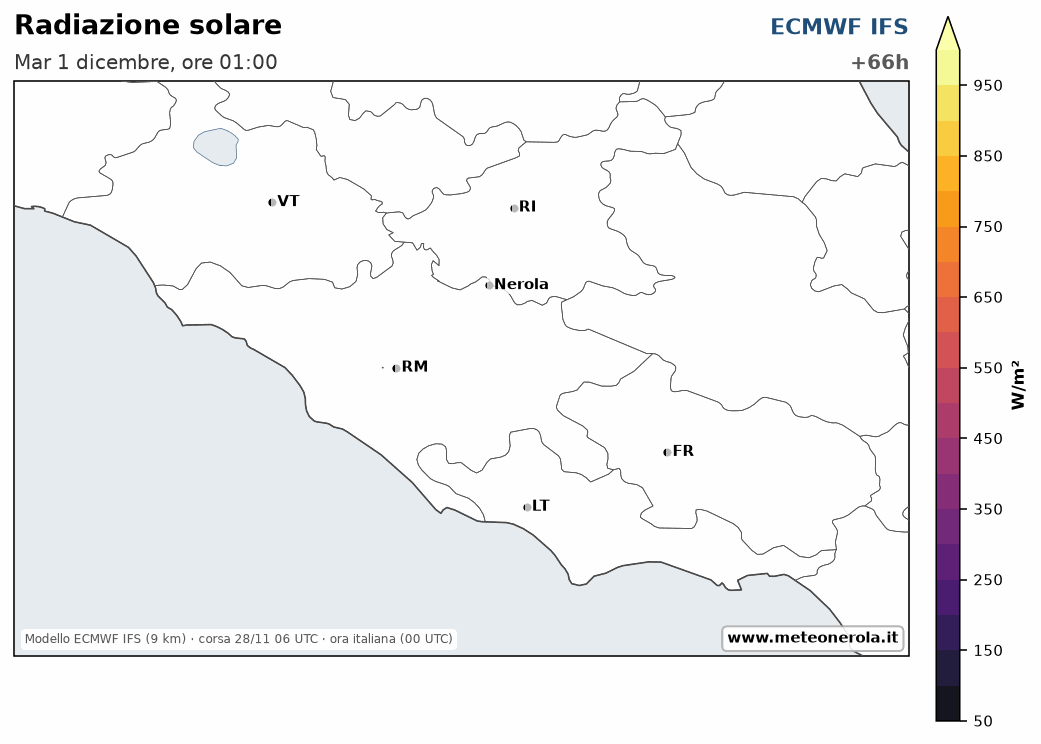 Radiazione solare
ECMWF IFS
Mar 1 dicembre, ore 01:00
+66h
VT
RI
Nerola
RM
FR
LT
950
850
750
650
550
450
350
250
150
50
W/m²
Modello ECMWF IFS (9 km) · corsa 28/11 06 UTC · ora italiana (00 UTC)
www.meteonerola.it